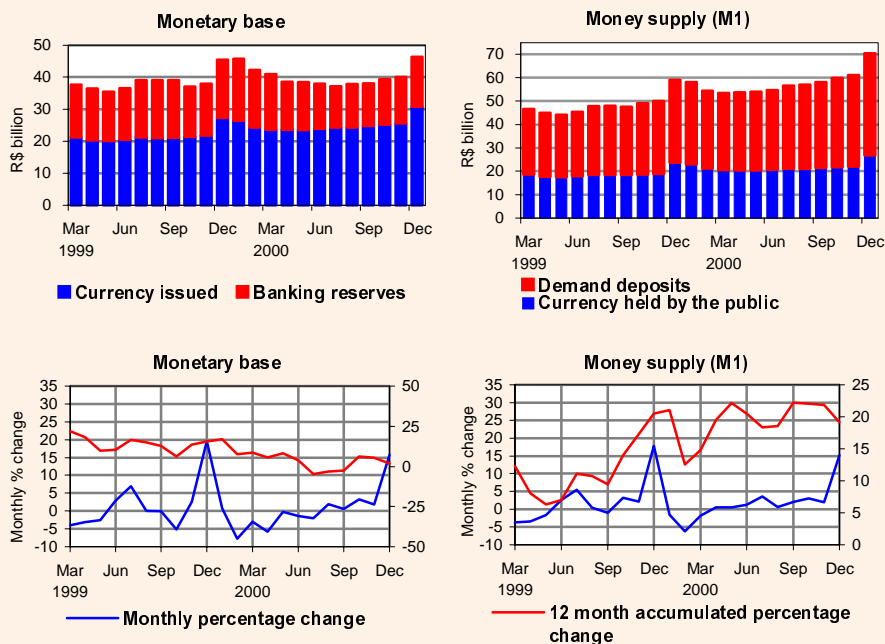 Monetary base
R$ billion
50
40
30
20
10
0
Mar Jun Sep Dec Mar Jun Sep Dec
1999 2000
Currency issued Banking reserves
Money supply (M1)
R$ billion
70
60
50
40
30
20
10
0
Mar Jun Sep Dec Mar Jun Sep Dec
1999 2000
Demand deposits
Currency held by the public
Monetary base
Monthly % change
35 50
30
25 25
20
15
10 0
5
0
-5 -25
-10 -50
Mar Jun Sep Dec Mar Jun Sep Dec
1999 2000
Monthly percentage change
Money supply (M1)
Monthly % change
35 25
30
25 20
20
15 15
10
5 10
0
-5 5
-10 0
Mar Jun Sep Dec Mar Jun Sep Dec
1999 2000
12 month accumulated percentage
change